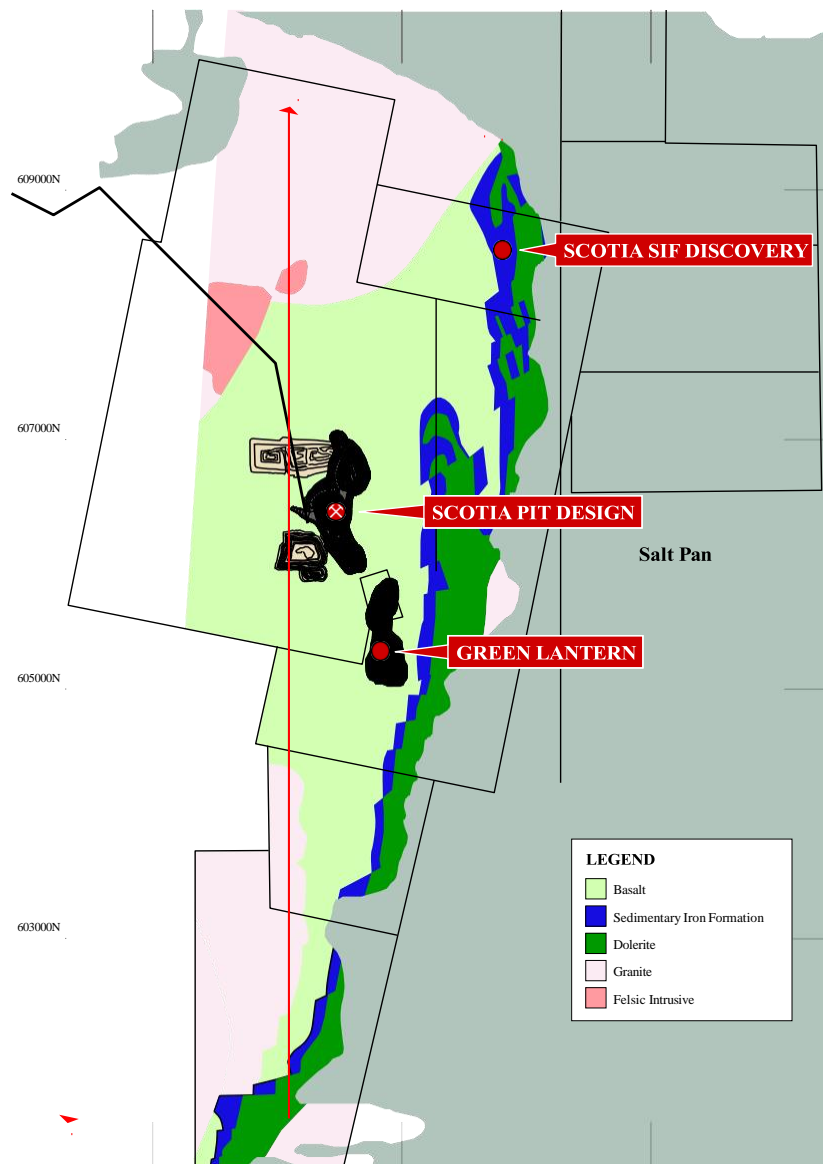 609000N
SCOTIA SIF DISCOVERY
607000N
SCOTIA PIT DESIGN
Salt Pan
GREEN LANTERN
605000N
LEGEND
Basalt
Sedimentary Iron Formation
603000N
Dolerite
Granite
Felsic Intrusive